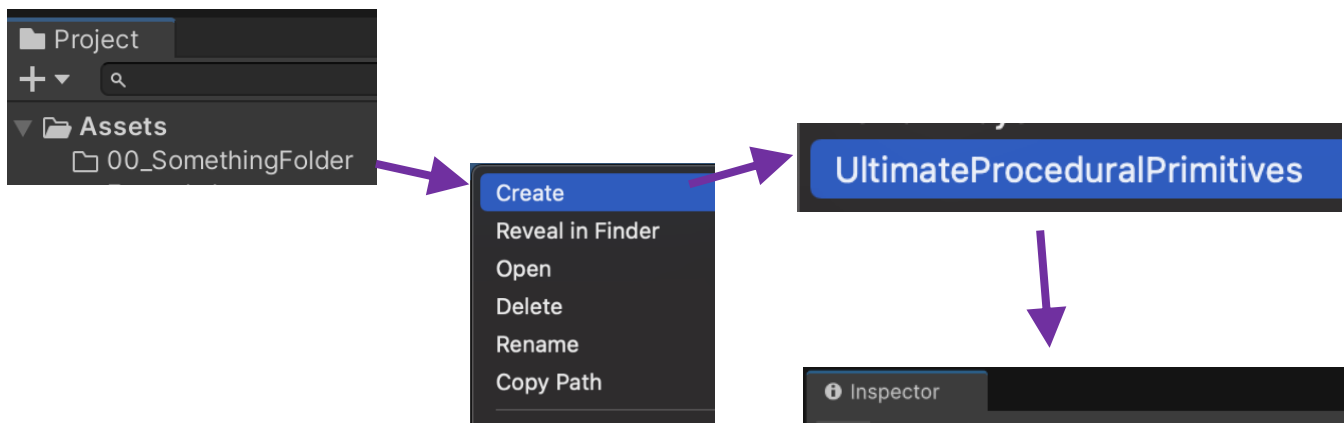 Project
Assets
00_SomethingFolder
Create
Reveal in Finder
Open
Delete
Rename
Copy Path
UltimateProceduralPrimitives
Inspector